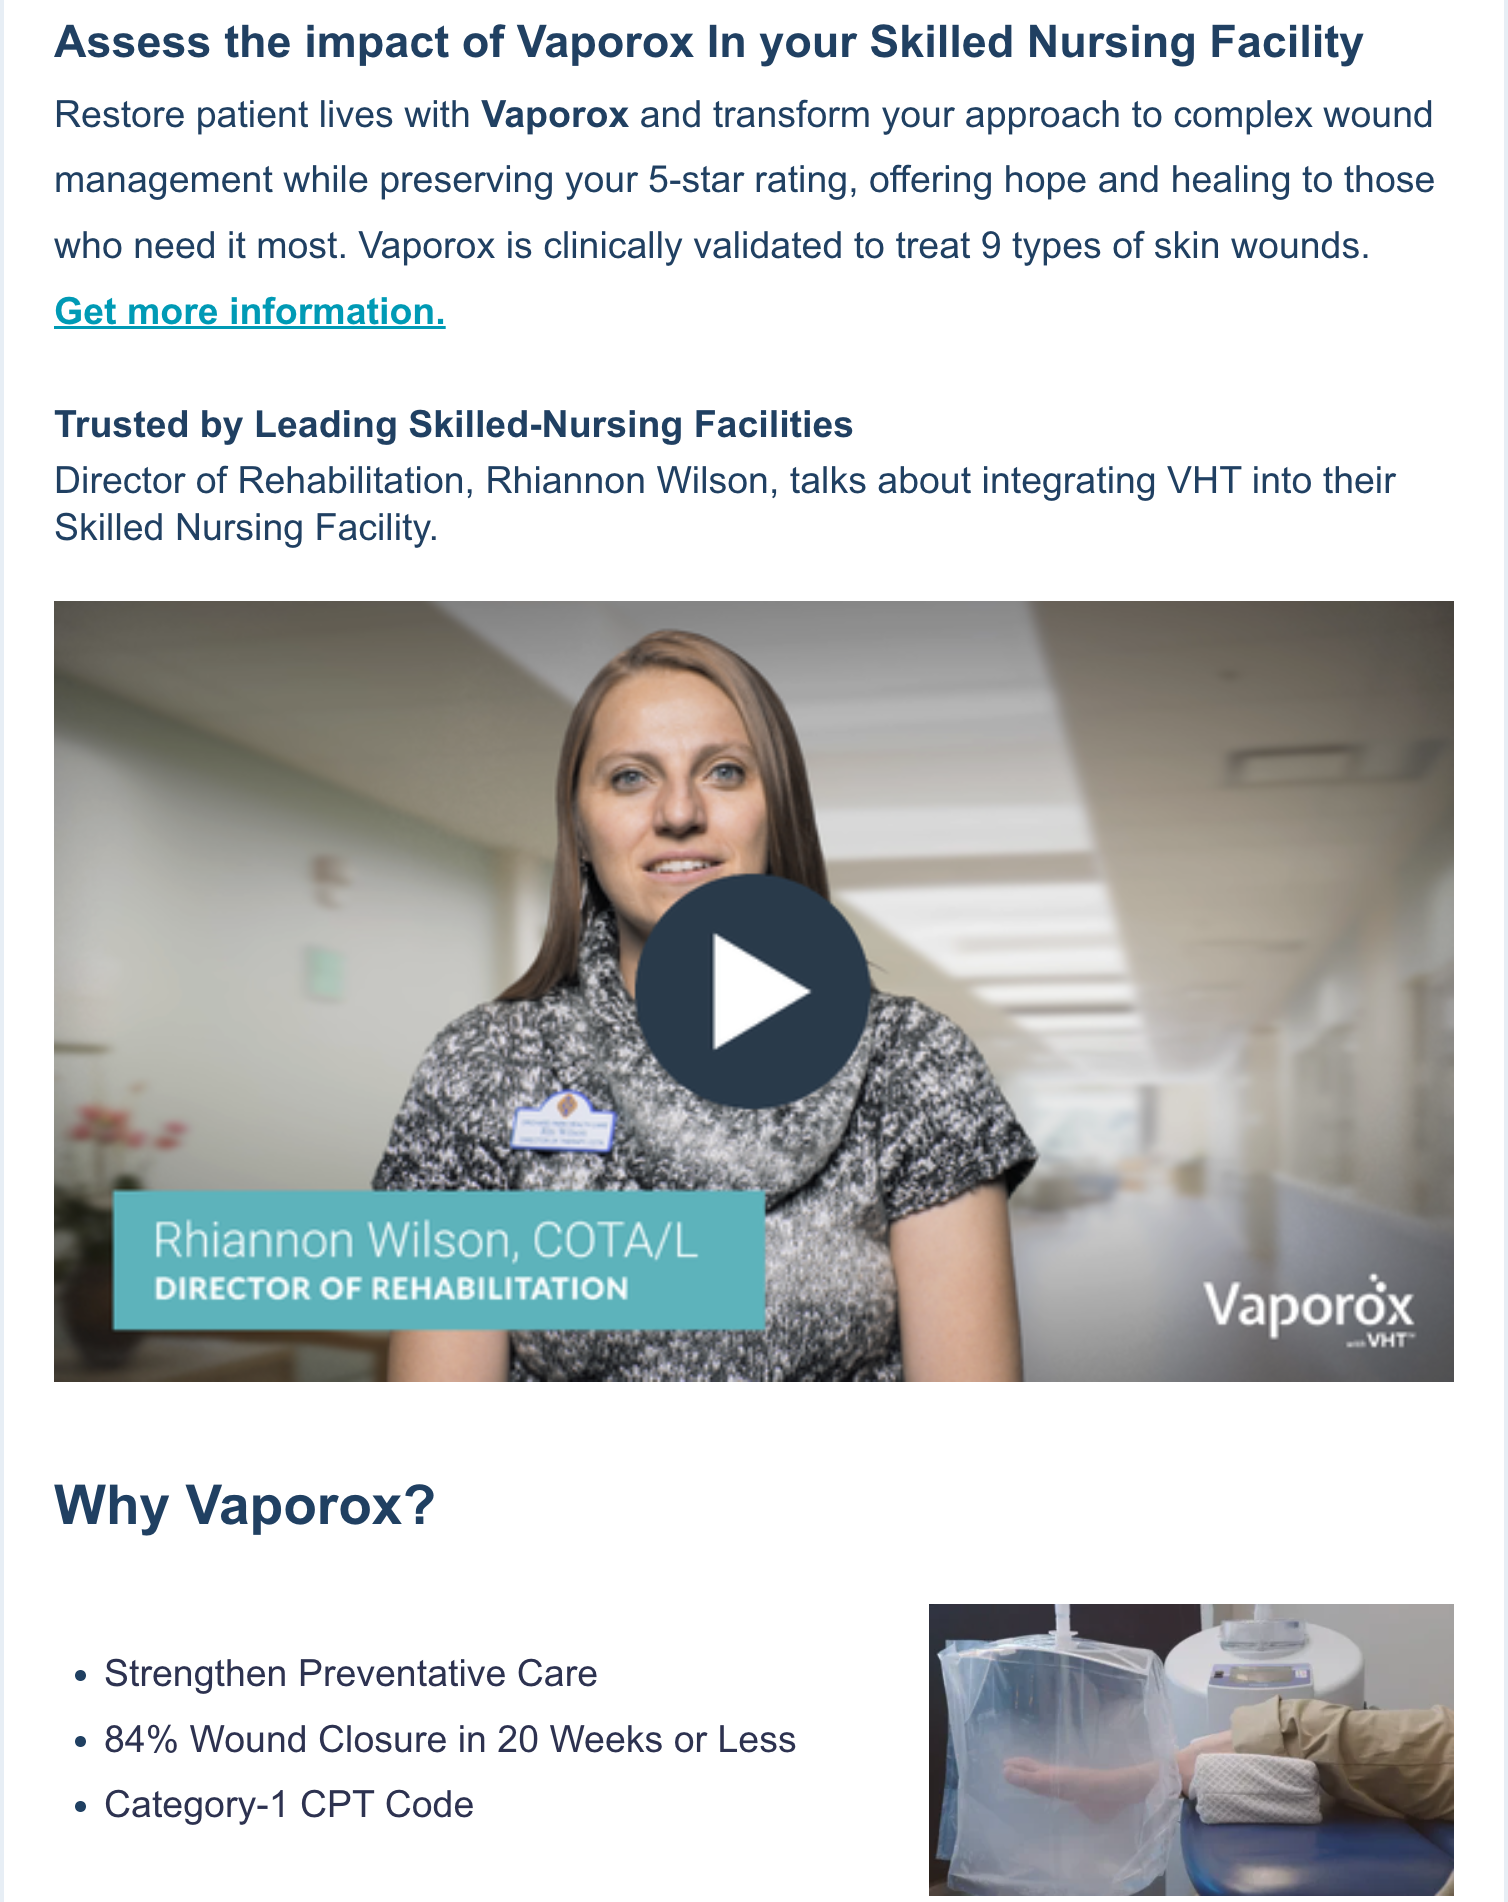 Assess the impact of Vaporox In your Skilled Nursing Facility
Restore patient lives with Vaporox and transform your approach to complex wound
management while preserving your 5-star rating, offering hope and healing to those
who need it most. Vaporox is clinically validated to treat 9 types of skin wounds.
Get more information.
Trusted by Leading Skilled-Nursing Facilities
Director of Rehabilitation, Rhiannon Wilson, talks about integrating VHT into their
Skilled Nursing Facility.
Rhiannon Wilson, COTA/L
DIRECTOR OF REHABILITATION
Vaporox
with VHT™
Why Vaporox?
• Strengthen Preventative Care
• 84% Wound Closure in 20 Weeks or Less
• Category-1 CPT Code